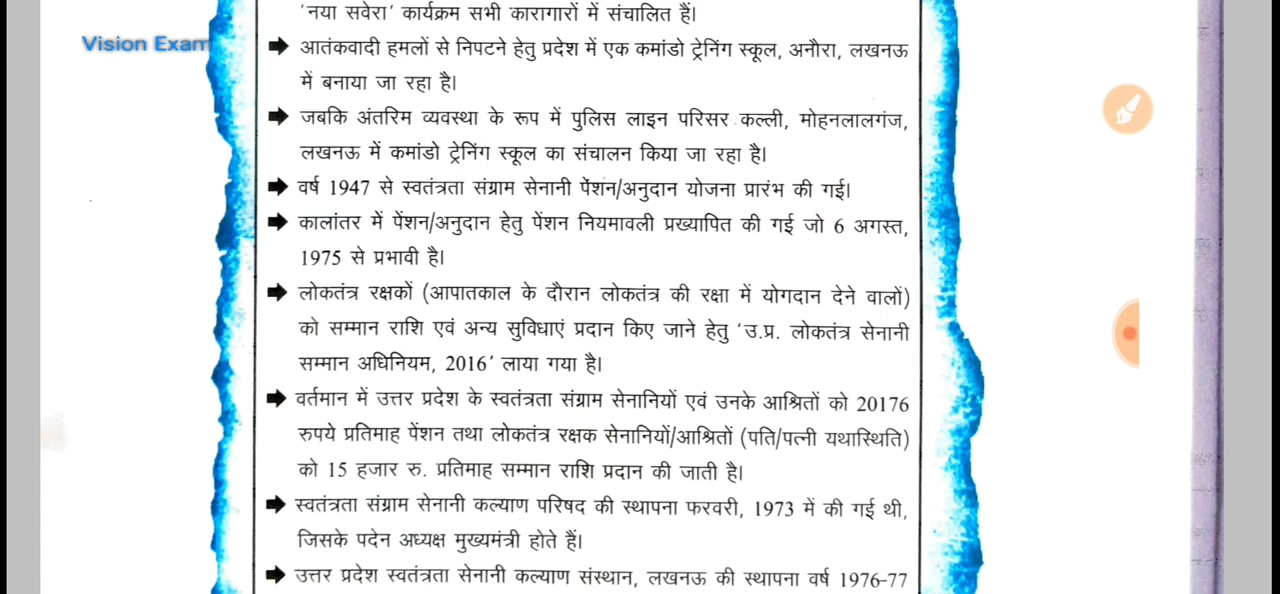 'नया सवेरा' कार्यक्रम सभी कारागारों में संचालित हैं।
Vision Exam
आतंकवादी हमलों से निपटने हेतु प्रदेश में एक कमांडो ट्रेनिंग स्कूल, अनौरा, लखनऊ
में बनाया जा रहा है।
जबकि अंतरिम व्यवस्था के रूप में पुलिस लाइन परिसर कल्ली, मोहनलालगंज,
लखनऊ में कमांडो ट्रेनिंग स्कूल का संचालन किया जा रहा है।
वर्ष 1947 से स्वतंत्रता संग्राम सेनानी पेंशन/अनुदान योजना प्रारंभ की गई।
कालांतर में पेंशन/अनुदान हेतु पेंशन नियमावली प्रख्यापित की गई जो 6 अगस्त,
1975 से प्रभावी है।
लोकतंत्र रक्षकों (आपातकाल के दौरान लोकतंत्र की रक्षा में योगदान देने वालों)
को सम्मान राशि एवं अन्य सुविधाएं प्रदान किए जाने हेतु 'उ.प्र. लोकतंत्र सेनानी
सम्मान अधिनियम, 2016' लाया गया है।
वर्तमान में उत्तर प्रदेश के स्वतंत्रता संग्राम सेनानियों एवं उनके आश्रितों को 20176
रुपये प्रतिमाह पेंशन तथा लोकतंत्र रक्षक सेनानियों/आश्रितों (पति/पत्नी यथास्थिति)
को 15 हजार रु. प्रतिमाह सम्मान राशि प्रदान की जाती है।
स्वतंत्रता संग्राम सेनानी कल्याण परिषद की स्थापना फरवरी, 1973 में की गई थी,
जिसके पदेन अध्यक्ष मुख्यमंत्री होते हैं।
उत्तर प्रदेश स्वतंत्रता सेनानी कल्याण संस्थान, लखनऊ की स्थापना वर्ष 1976-77